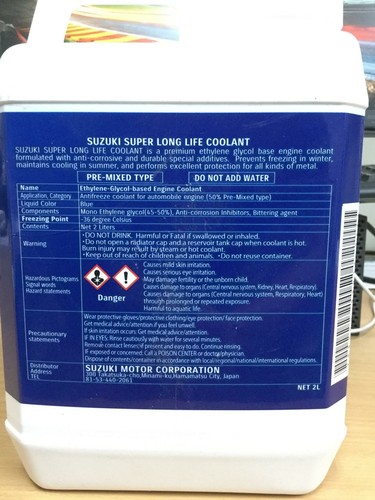 SUZUKI SUPER LONG LIFE COOLANT
SUZUKI SUPER LONG LIFE COOLANT is a premium ethylene glycol base engine coolant
formulated with anti-corrosive and durable special additives. Prevents freezing in winter,
maintains cooling in summer, and performs excellent protection for all kinds of metal.
PRE-MIXED TYPE DO NOT ADD WATER
Name Ethylene-Glycol-based Engine Coolant
Application, Category Antifreeze coolant for automobile engine (50% Pre-Mixed type)
Liquid Color Blue
Components Mono Ethylene glycol(45-50%), Anti-corrosion Inhibitors, Bittering agent
Freezing Point -36 degree Celsius
Contents Net 2 Liters
Warning
•DO NOT DRINK. Harmful or Fatal if swallowed or inhaled.
•Do not open a radiator cap and a reservoir tank cap when coolant is hot.
Burn injury may result by steam or hot coolant.
•Keep out of reach of children and animals. •Do not reuse container.
Hazardous Pictograms
Signal words
Hazard statements
Danger
Causes mild skin irritation.
Causes serious eye irritation.
May damage fertility or the unborn child.
Causes damage to organs (Central nervous system, Kidney, Heart, Respiratory).
Causes damage to organs (Central nervous system, Respiratory, Heart)
through prolonged or repeated exposure.
Harmful to aquatic life.
Precautionary
statements
Wear protective gloves/protective clothing/eye protection/ face protection.
Get medical advice/attention if you feel unwell.
If skin irritation occurs: Get medical advice/attention.
IF IN EYES: Rinse cautiously with water for several minutes.
Remove contact lenses if present and easy to do. Continue rinsing.
If exposed or concerned: Call a POISON CENTER or doctor/physician.
Dispose of contents/container in accordance with local/regional/national/international regulations.
Distributor SUZUKI MOTOR CORPORATION
Address 300 Takatsuka-cho, Minami-ku, Hamamatsu City, Japan
TEL 81-53-440-2061
NET 2L